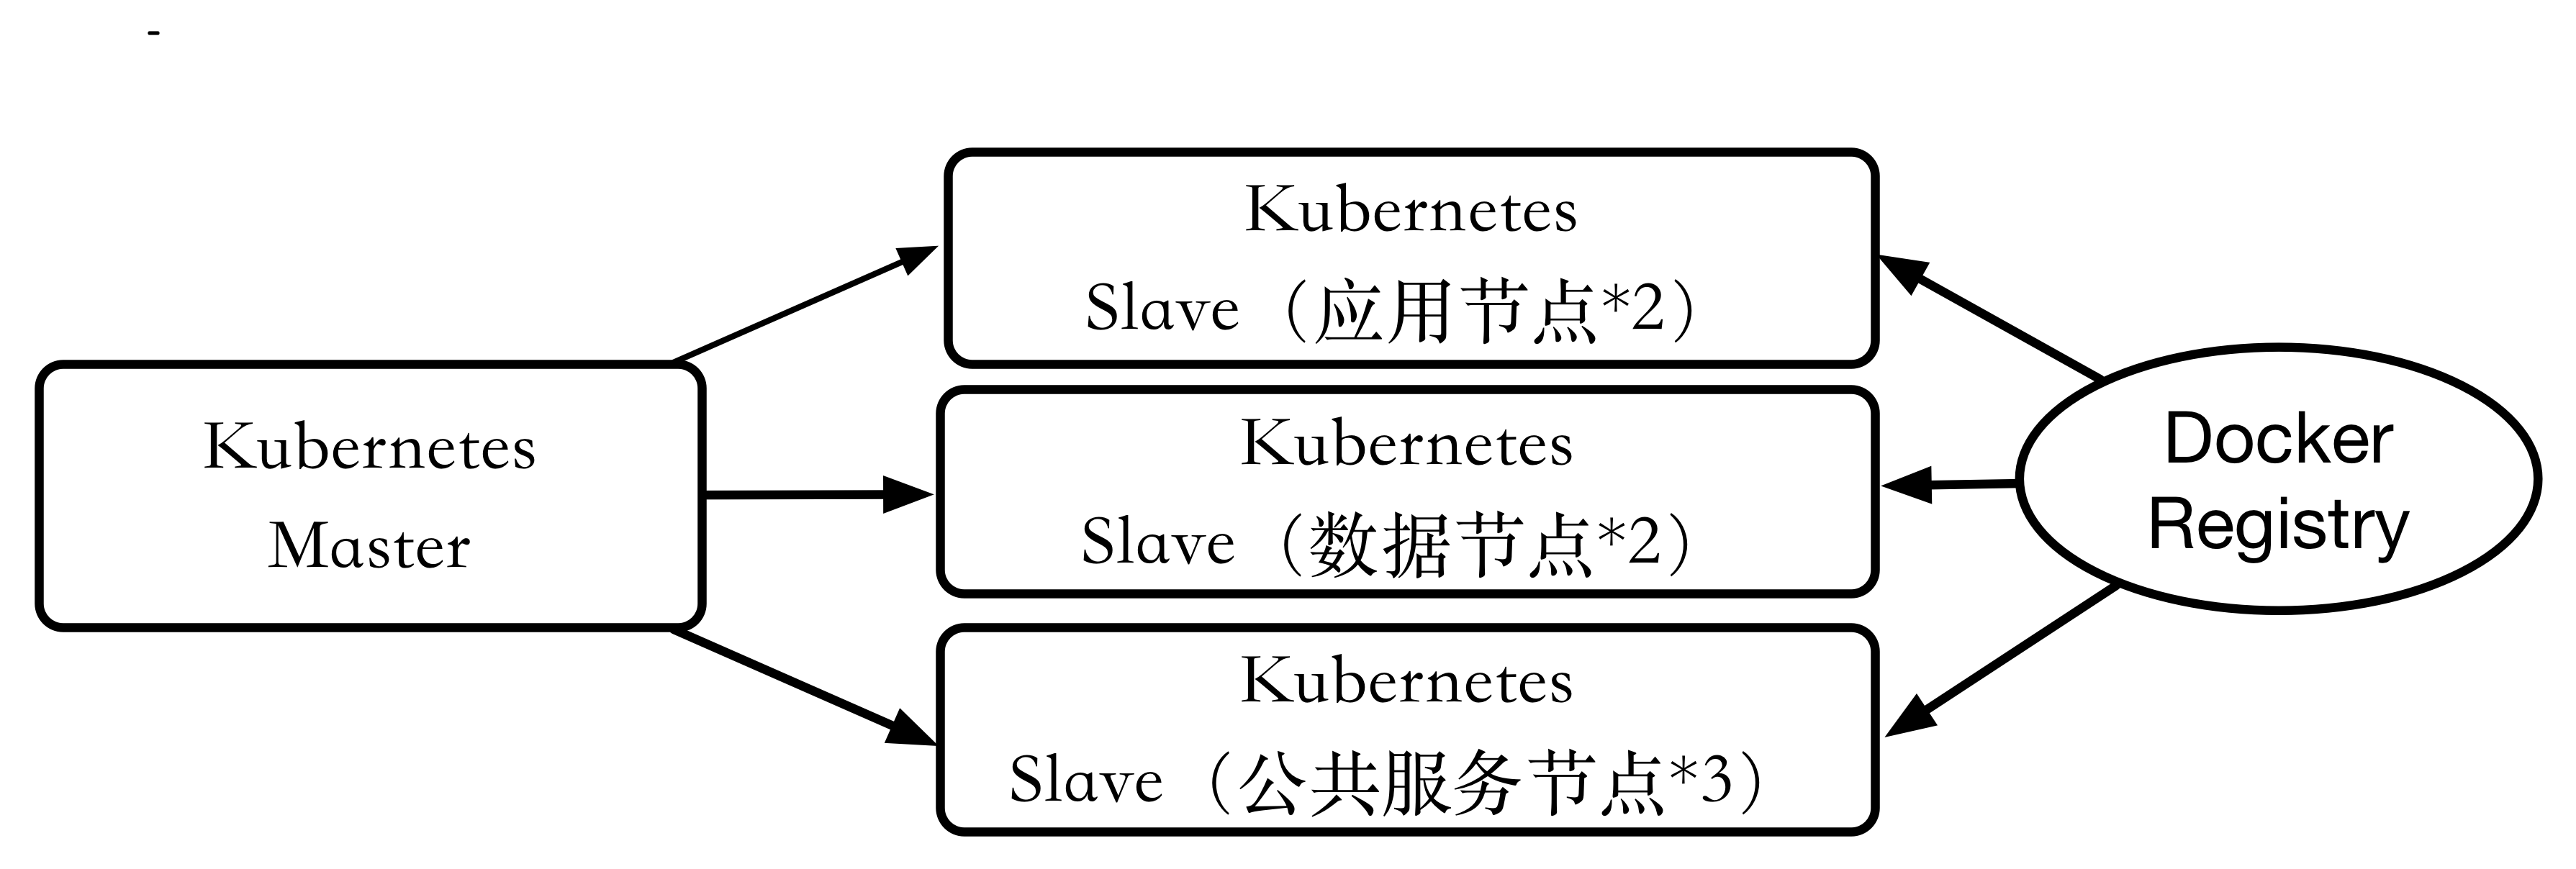 -
Kubernetes
Master
Kubernetes
Slave（应用节点*2）
Kubernetes
Slave（数据节点*2）
Kubernetes
Slave（公共服务节点*3）
Docker
Registry